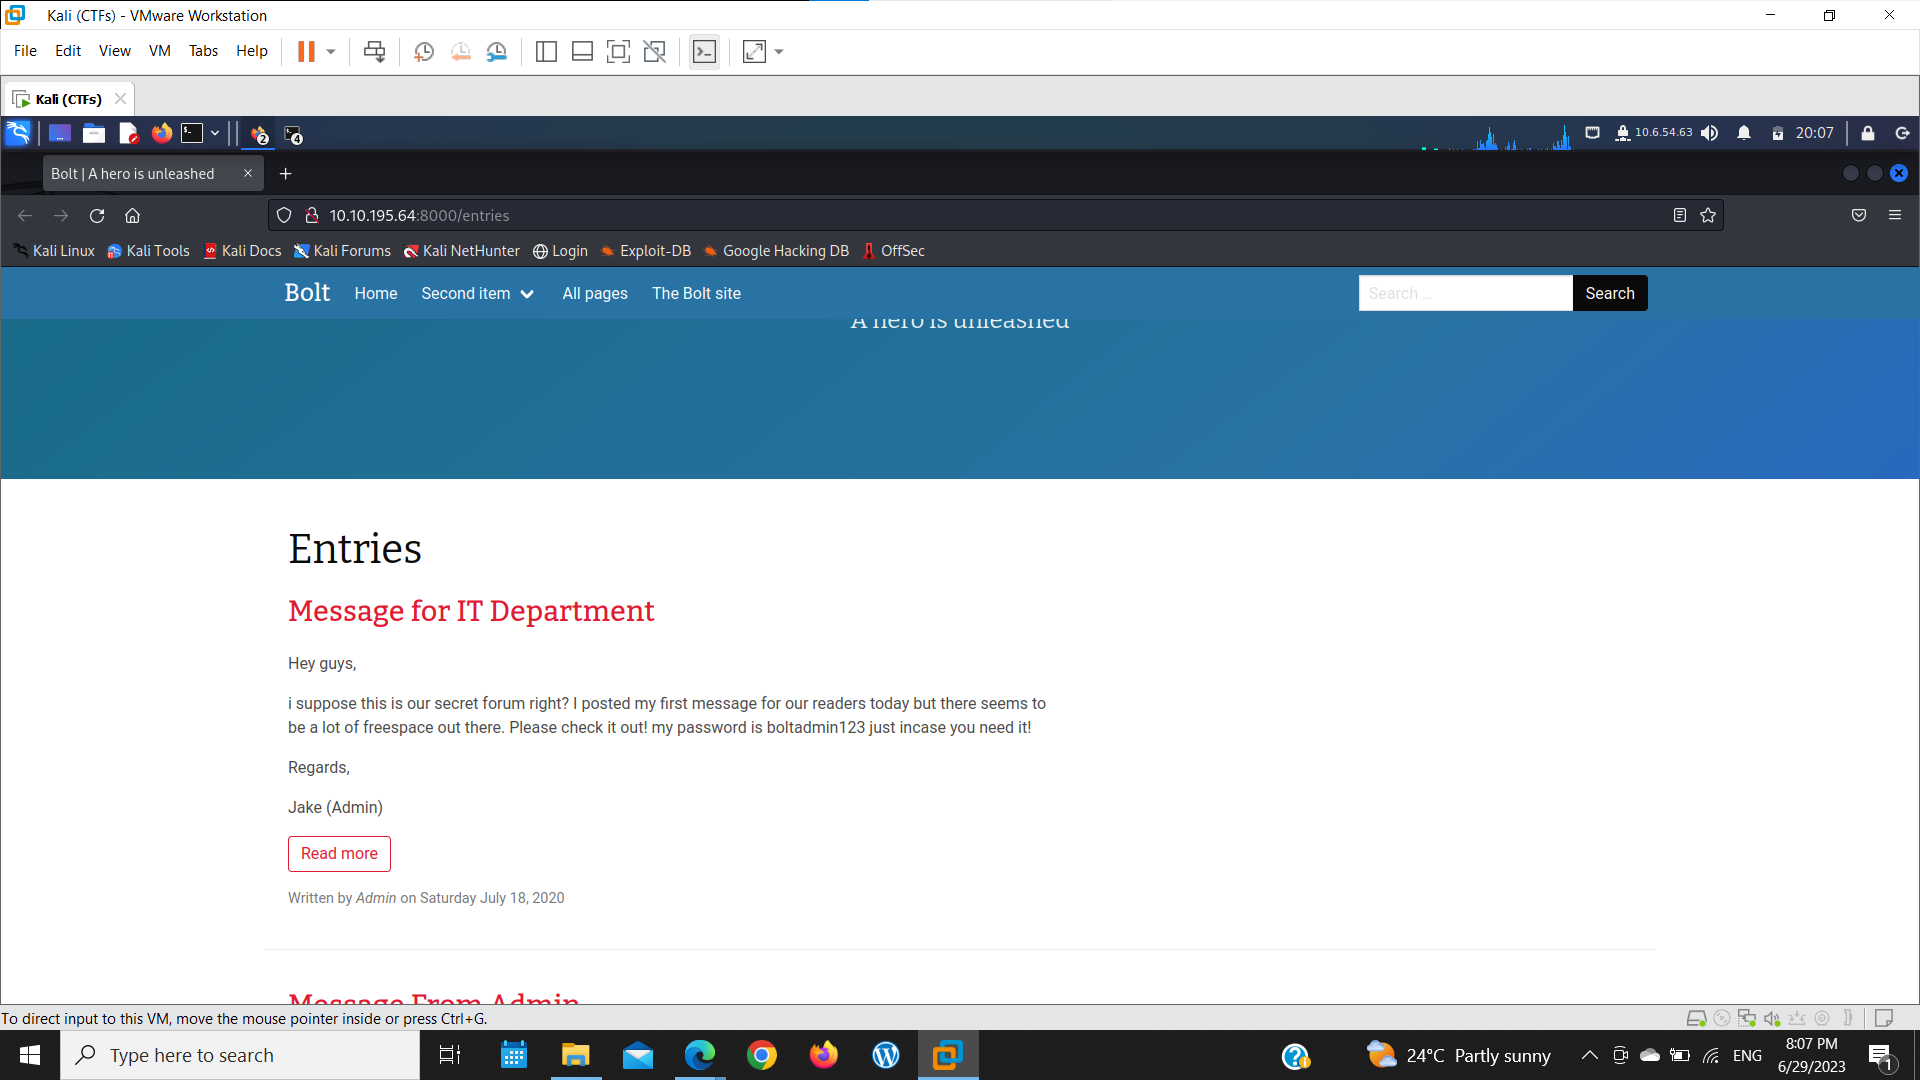 Kali (CTFs) - VMware Workstation
File Edit View VM Tabs Help
Kali (CTFs)
2 4 10.6.54.63 20:07
Bolt | A hero is unleashed
10.10.195.64:8000/entries
Kali Linux Kali Tools Kali Docs Kali Forums Kali NetHunter Login Exploit-DB Google Hacking DB OffSec
Bolt Home Second item All pages The Bolt site Search ... Search
A hero is unleashed
Entries
Message for IT Department
Hey guys,
i suppose this is our secret forum right? I posted my first message for our readers today but there seems to
be a lot of freespace out there. Please check it out! my password is boltadmin123 just incase you need it!
Regards,
Jake (Admin)
Read more
Written by Admin on Saturday July 18, 2020
Message From Admin
To direct input to this VM, move the mouse pointer inside or press Ctrl+G.
Type here to search
24°C Partly sunny ENG
8:07 PM
6/29/2023
1